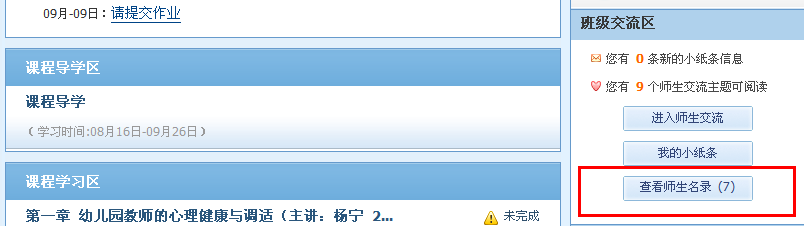 09月-09日：请提交作业
课程导学区
课程导学
（ 学习时间:08月16日-09月26日 ）
课程学习区
第一章 幼儿园教师的心理健康与调适（主讲：杨宁 2...
未完成
班级交流区
您有 0 条新的小纸条信息
您有 9 个师生交流主题可阅读
进入师生交流
我的小纸条
查看师生名录（7）